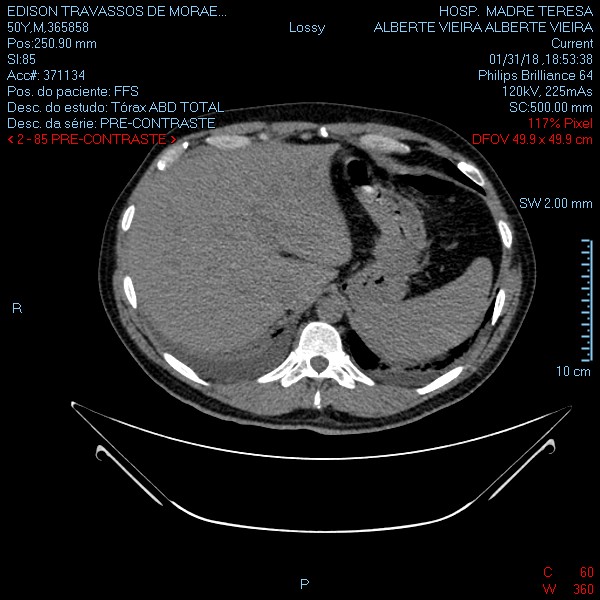 EDISON TRAVASSOS DE MORAE...
50Y,M,365858
Pos:250.90 mm
SI:85
Acc#: 371134
Pos. do paciente: FFS
Desc. do estudo: Tórax ABD TOTAL
Desc. da série: PRE-CONTRASTE
< 2 - 85 PRE-CONTRASTE >
Lossy
HOSP. MADRE TERESA
ALBERTE VIEIRA ALBERTE VIEIRA
Current
01/31/18 ,18:53:38
Philips Brilliance 64
120kV, 225mAs
SC:500.00 mm
117% Pixel
DFOV 49.9 x 49.9 cm
SW 2.00 mm
R
10 cm
P
C 60
W 360